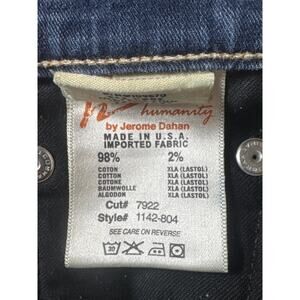 humanity
by Jerome Dahan
MADE IN U.S.A.
IMPORTED FABRIC
98% 2%
COTON XLA (LASTOL)
COTTON XLA (LASTOL)
COTONE XLA (LASTOL)
BAUMWOLLE XLA (LASTOL)
ALGODON XLA (LASTOL)
Cut# 7922
Style# 1142-804
SEE CARE ON REVERSE
30